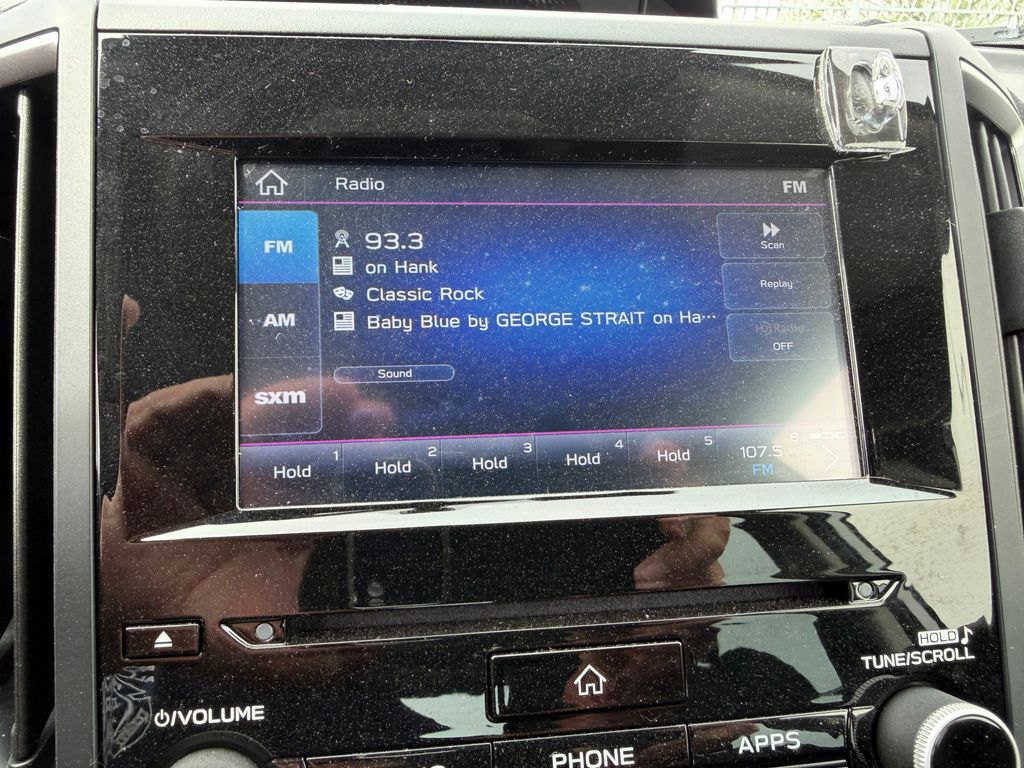 Radio FM
FM
AM
sxm
93.3
on Hank
Classic Rock
Baby Blue by GEORGE STRAIT on Ha…
Sound
Scan
Replay
HD Radio
OFF
1 2 3 4 5 6
Hold Hold Hold Hold Hold 107.5
FM
HOLD
TUNE/SCROLL
/VOLUME
PHONE
APPS